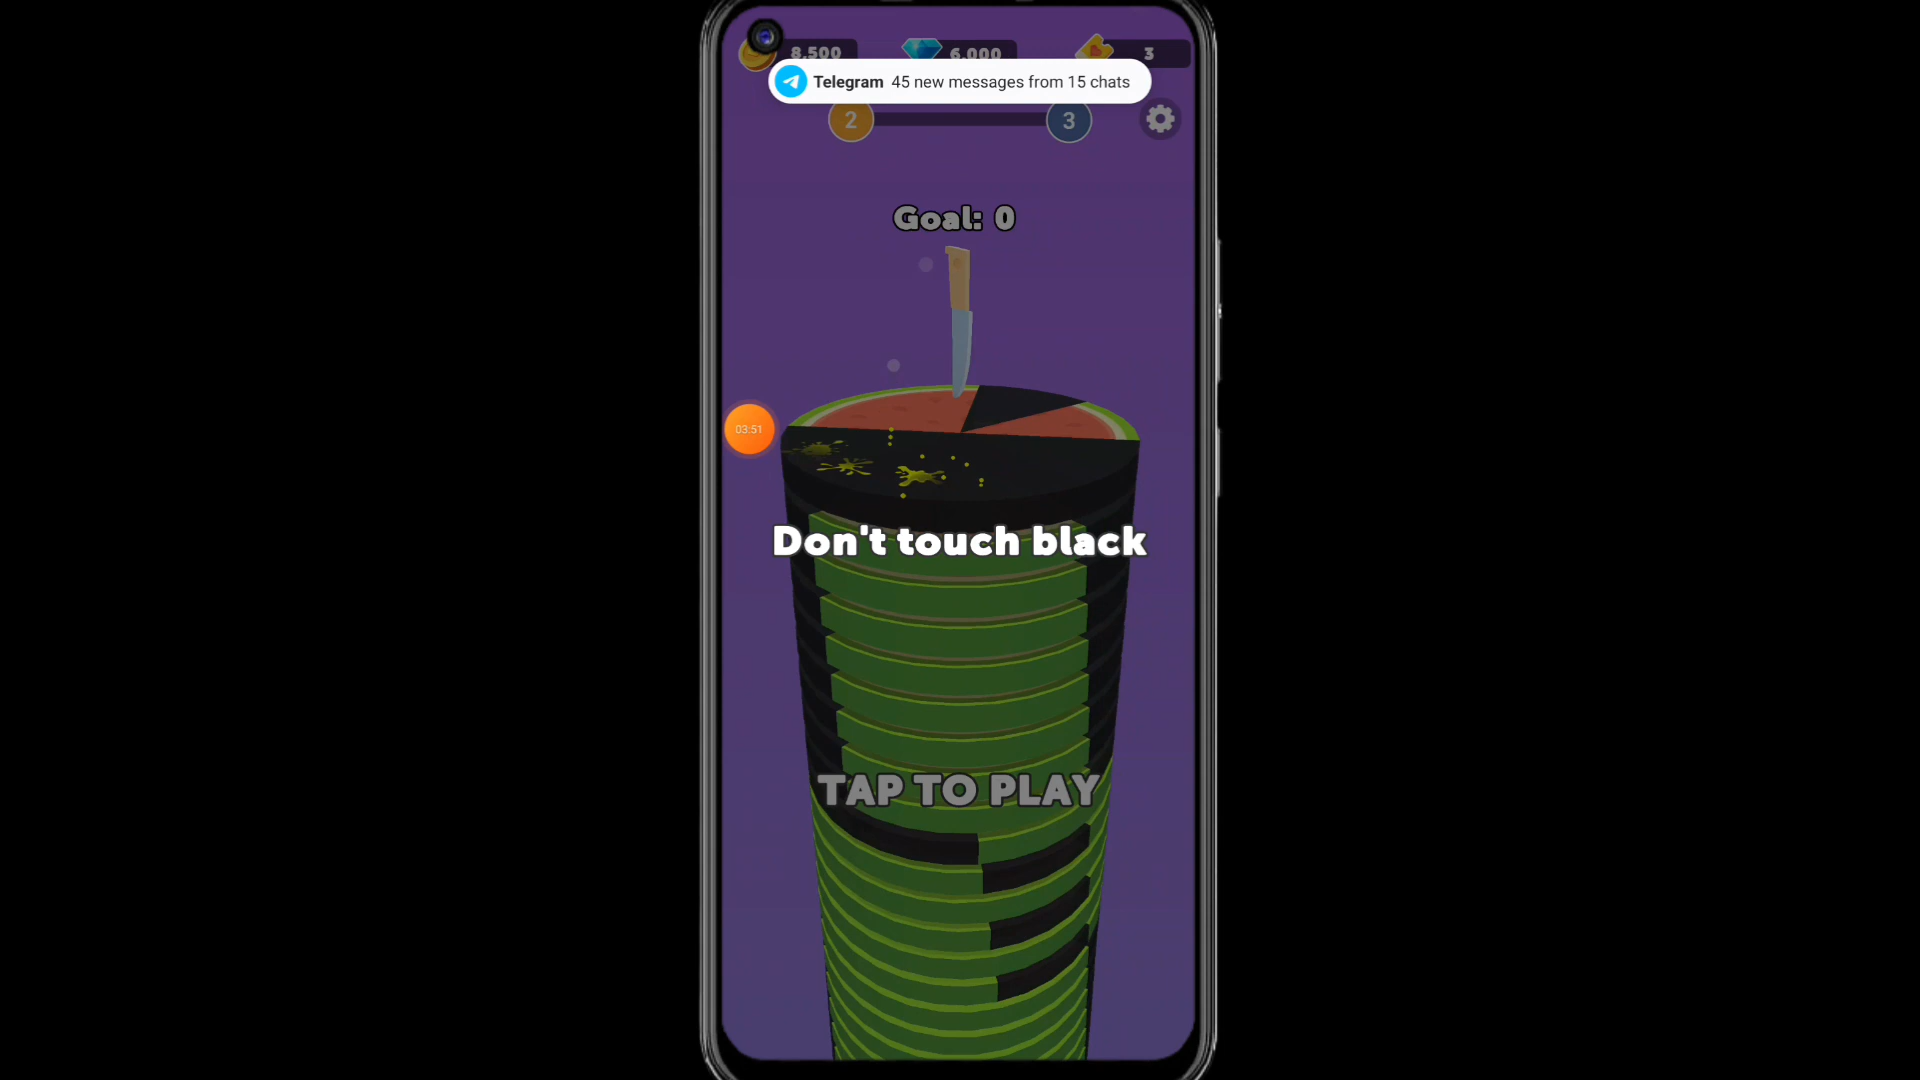 8,500
6,000
3
Telegram 45 new messages from 15 chats
2
3
Goal: 0
03:51
Don't touch black
TAP TO PLAY